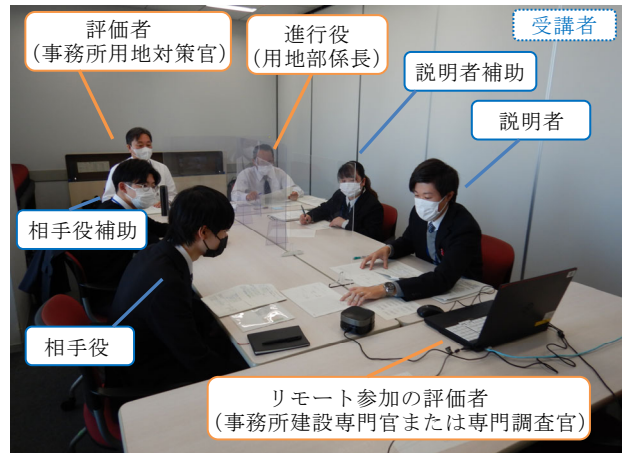 評価者
(事務所用地対策官)
進行役
(用地部係長)
受講者
説明者補助
説明者
相手役補助
相手役
リモート参加の評価者
(事務所建設専門官または専門調査官)